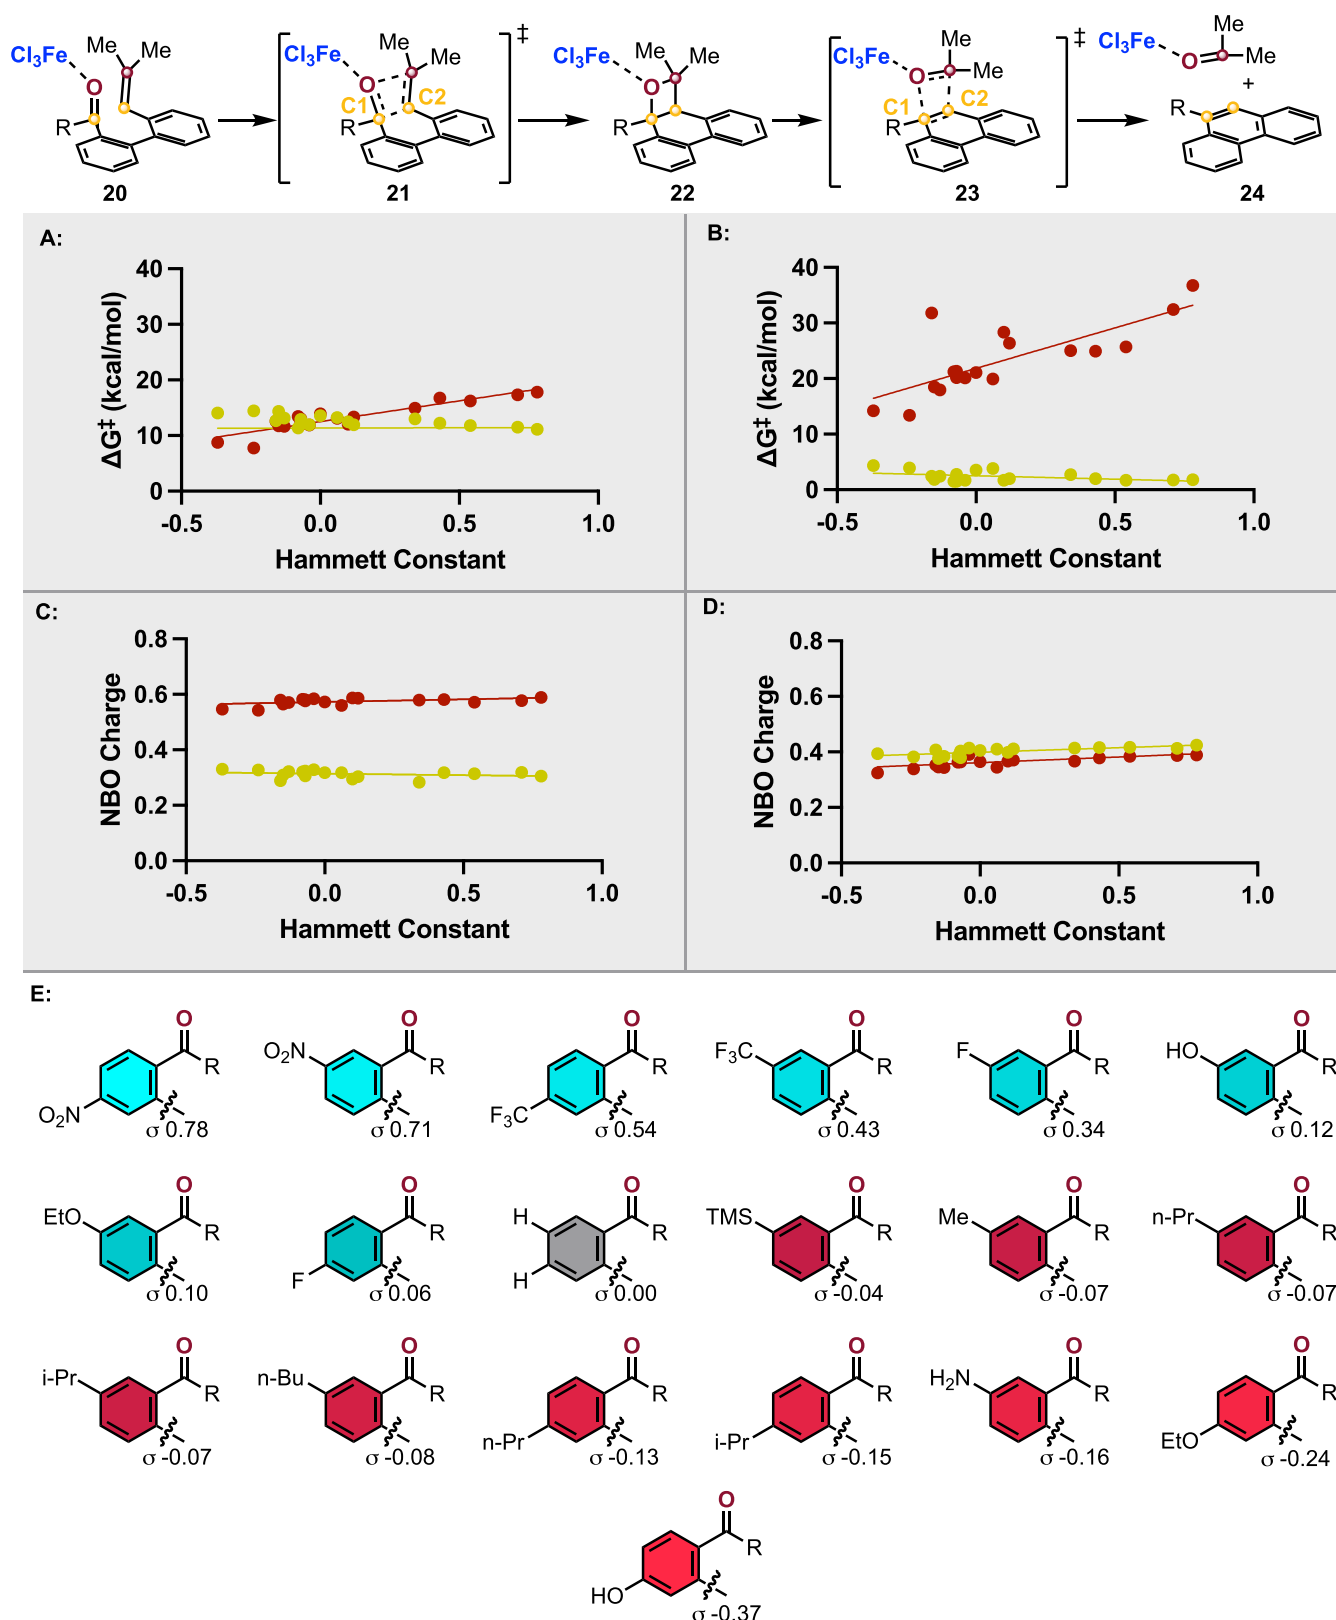 Cl3Fe O Me Me R 20
Cl3Fe O Me Me C1 C2 R ‡ 21
Cl3Fe O Me Me R 22
Cl3Fe O Me Me C1 C2 R ‡ 23
Cl3Fe O Me Me + R 24
A:
ΔG‡ (kcal/mol)
40
30
20
10
0
-0.5 0.0 0.5 1.0
Hammett Constant
B:
ΔG‡ (kcal/mol)
40
30
20
10
0
-0.5 0.0 0.5 1.0
Hammett Constant
C:
NBO Charge
0.8
0.6
0.4
0.2
0.0
-0.5 0.0 0.5 1.0
Hammett Constant
D:
NBO Charge
0.8
0.6
0.4
0.2
0.0
-0.5 0.0 0.5 1.0
Hammett Constant
E:
O R O2N σ 0.78
O R O2N σ 0.71
O R F3C σ 0.54
O R F3C σ 0.43
O R F σ 0.34
O R HO σ 0.12
O R EtO σ 0.10
O R F σ 0.06
O R H H σ 0.00
O R TMS σ -0.04
O R Me σ -0.07
O R n-Pr σ -0.07
O R i-Pr σ -0.07
O R n-Bu σ -0.08
O R n-Pr σ -0.13
O R i-Pr σ -0.15
O R H2N σ -0.16
O R EtO σ -0.24
O R HO σ -0.37